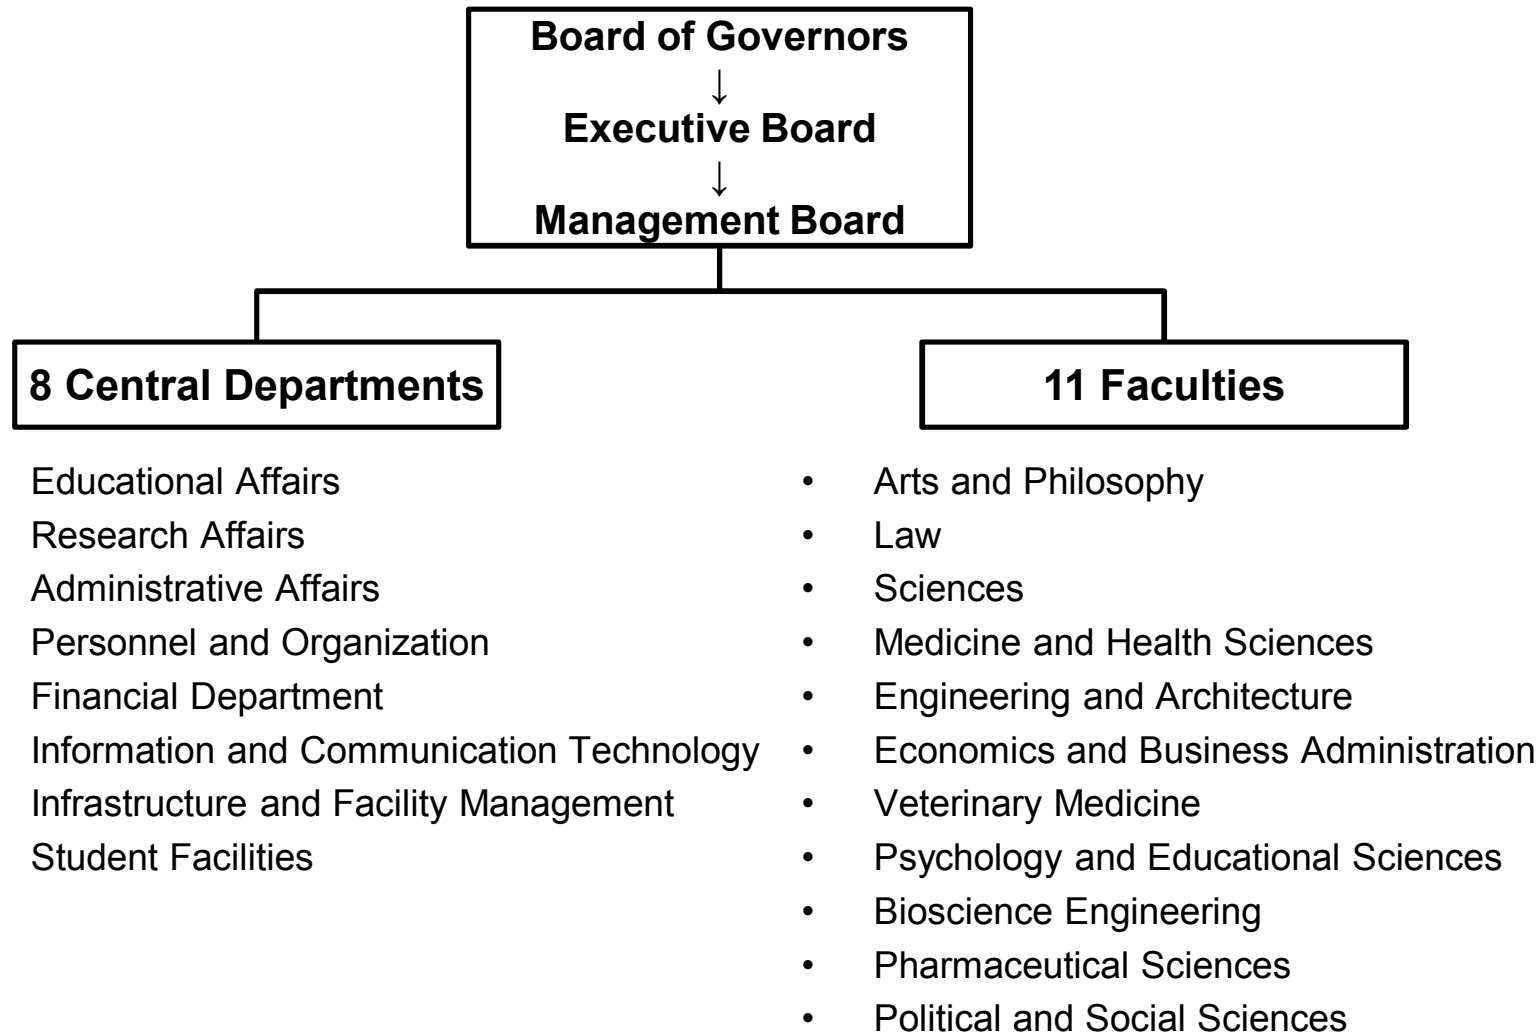 Board of Governors
↓
Executive Board
↓
Management Board
8 Central Departments
Educational Affairs
Research Affairs
Administrative Affairs
Personnel and Organization
Financial Department
Information and Communication Technology
Infrastructure and Facility Management
Student Facilities
11 Faculties
• Arts and Philosophy
• Law
• Sciences
• Medicine and Health Sciences
• Engineering and Architecture
• Economics and Business Administration
• Veterinary Medicine
• Psychology and Educational Sciences
• Bioscience Engineering
• Pharmaceutical Sciences
• Political and Social Sciences